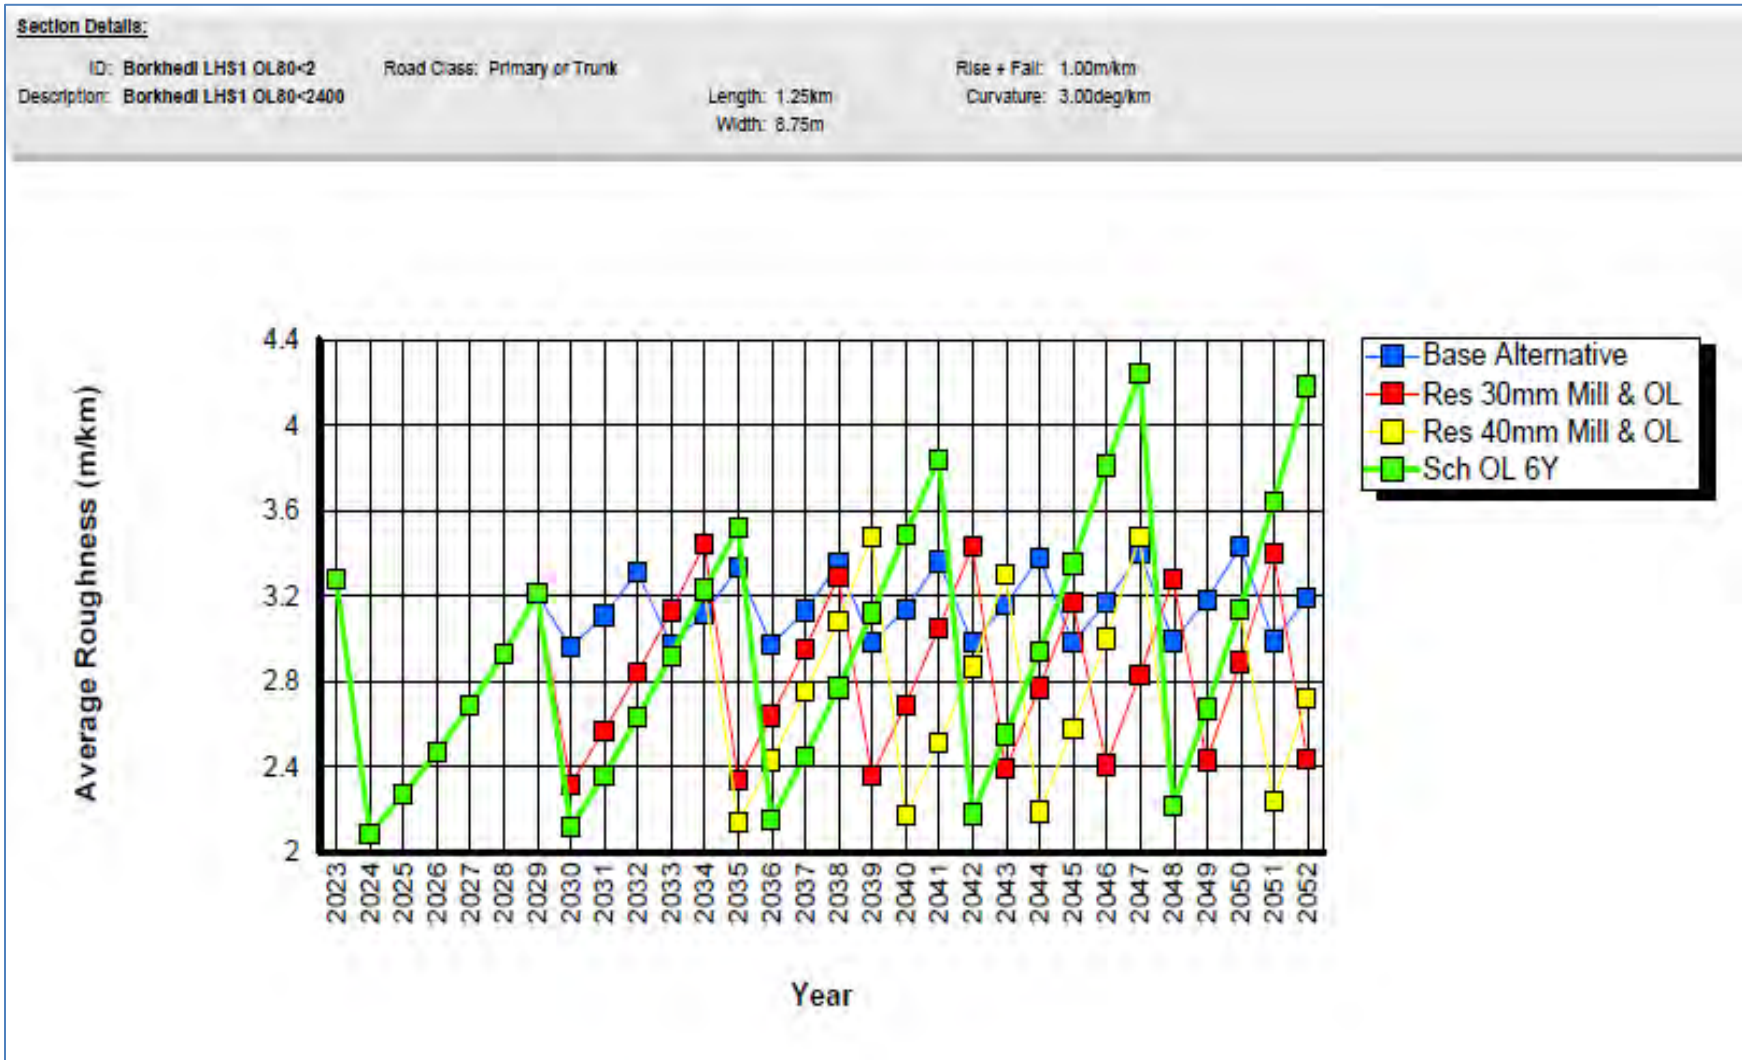 Section Details:
ID: Borkhedi LHS1 OL80<2 Road Class: Primary or Trunk Rise + Fall: 1.00m/km
Description: Borkhedi LHS1 OL80<2400 Length: 1.25km Curvature: 3.00deg/km
Width: 8.75m
4.4
4
3.6
3.2
2.8
2.4
2
Average Roughness (m/km)
Base Alternative
Res 30mm Mill & OL
Res 40mm Mill & OL
Sch OL 6Y
2023 2024 2025 2026 2027 2028 2029 2030 2031 2032 2033 2034 2035 2036 2037 2038 2039 2040 2041 2042 2043 2044 2045 2046 2047 2048 2049 2050 2051 2052
Year